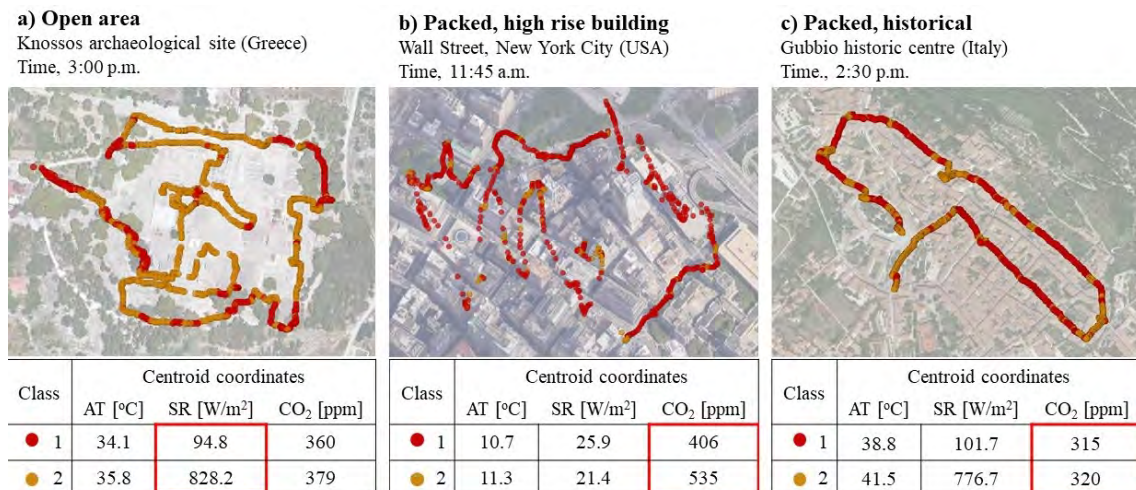 a) Open area
Knossos archaeological site (Greece)
Time, 3:00 p.m.
b) Packed, high rise building
Wall Street, New York City (USA)
Time, 11:45 a.m.
c) Packed, historical
Gubbio historic centre (Italy)
Time., 2:30 p.m.
Class Centroid coordinates
AT [°C] SR [W/m²] CO₂ [ppm]
1 34.1 94.8 360
2 35.8 828.2 379
Class Centroid coordinates
AT [°C] SR [W/m²] CO₂ [ppm]
1 10.7 25.9 406
2 11.3 21.4 535
Class Centroid coordinates
AT [°C] SR [W/m²] CO₂ [ppm]
1 38.8 101.7 315
2 41.5 776.7 320